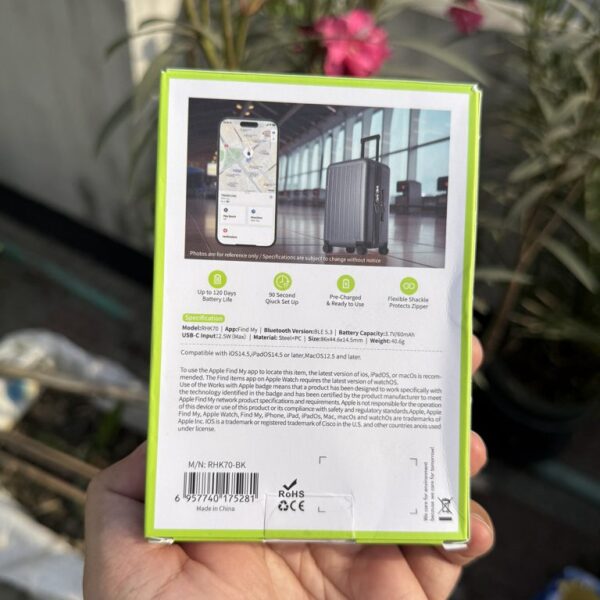 Photos are for reference only / Specifications are subject to change without notice
Up to 120 Days
Battery Life
90 Second
Qiuck Set Up
Pre-Charged
& Ready to Use
Flexible Shackle
Protects Zipper
Specification
Model:RHK70 | App:Find My | Bluetooth Version:BLE 5.3 | Battery Capacity:3.7V/60mAh
USB-C Input:2.5W (Max) | Material: Steel+PC | Size:86x44.6x14.5mm | Weight:40.6g
Compatible with iOS14.5,iPadOS14.5 or later,MacOS12.5 and later.
To use the Apple Find My app to locate this item, the latest version of ios, iPadOS, or macOs is recom-
mended. The Find items app on Apple Watch requires the latest version of watchOS.
Use of the Works with Apple badge means that a product has been designed to work specifically with
the technology identified in the badge and has been certified by the product manufacturer to meet
Apple Find My network product specifications and requirements. Apple is not responsible for the operation
of this device or use of this product or its compliance with safety and regulatory standards.Apple, Apple
Find My, Apple Watch, Find My, iPhone, iPad, iPadOS, Mac, macos and watchOs are trademarks of
Apple Inc, IOS is a trademark or registered trademark of Cisco in the U.S. and other countries anois used
under license.
M/N: RHK70-BK
6 957740 175281
Made in China
RoHS
CE
We care for environment
because we care for tomorrow!